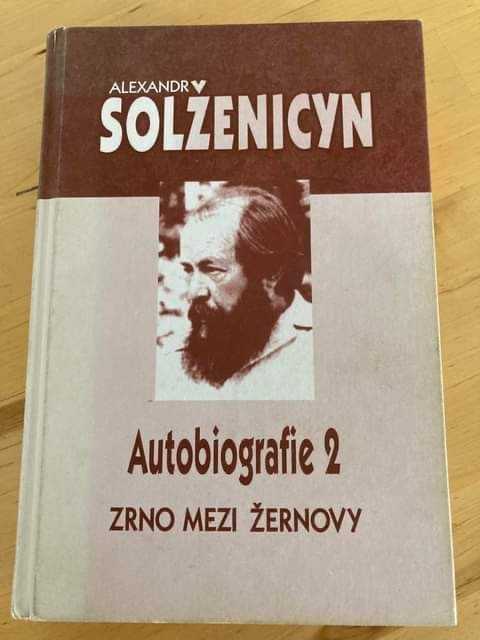 ALEXANDR
SOLŽENICYN
Autobiografie 2
ZRNO MEZI ŽERNOVY